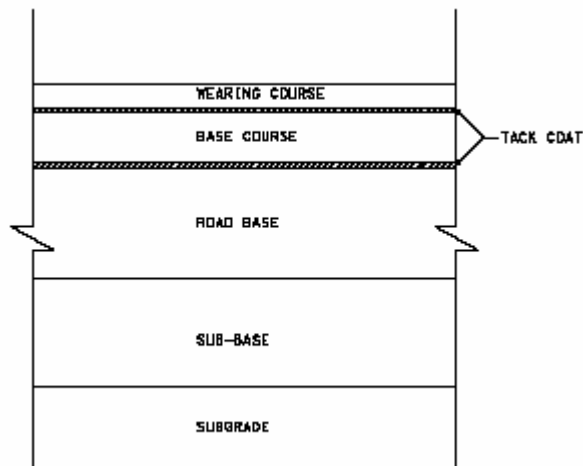 WEARING COURSE
BASE COURSE
TACK COAT
ROAD BASE
SUB-BASE
SUBGRADE